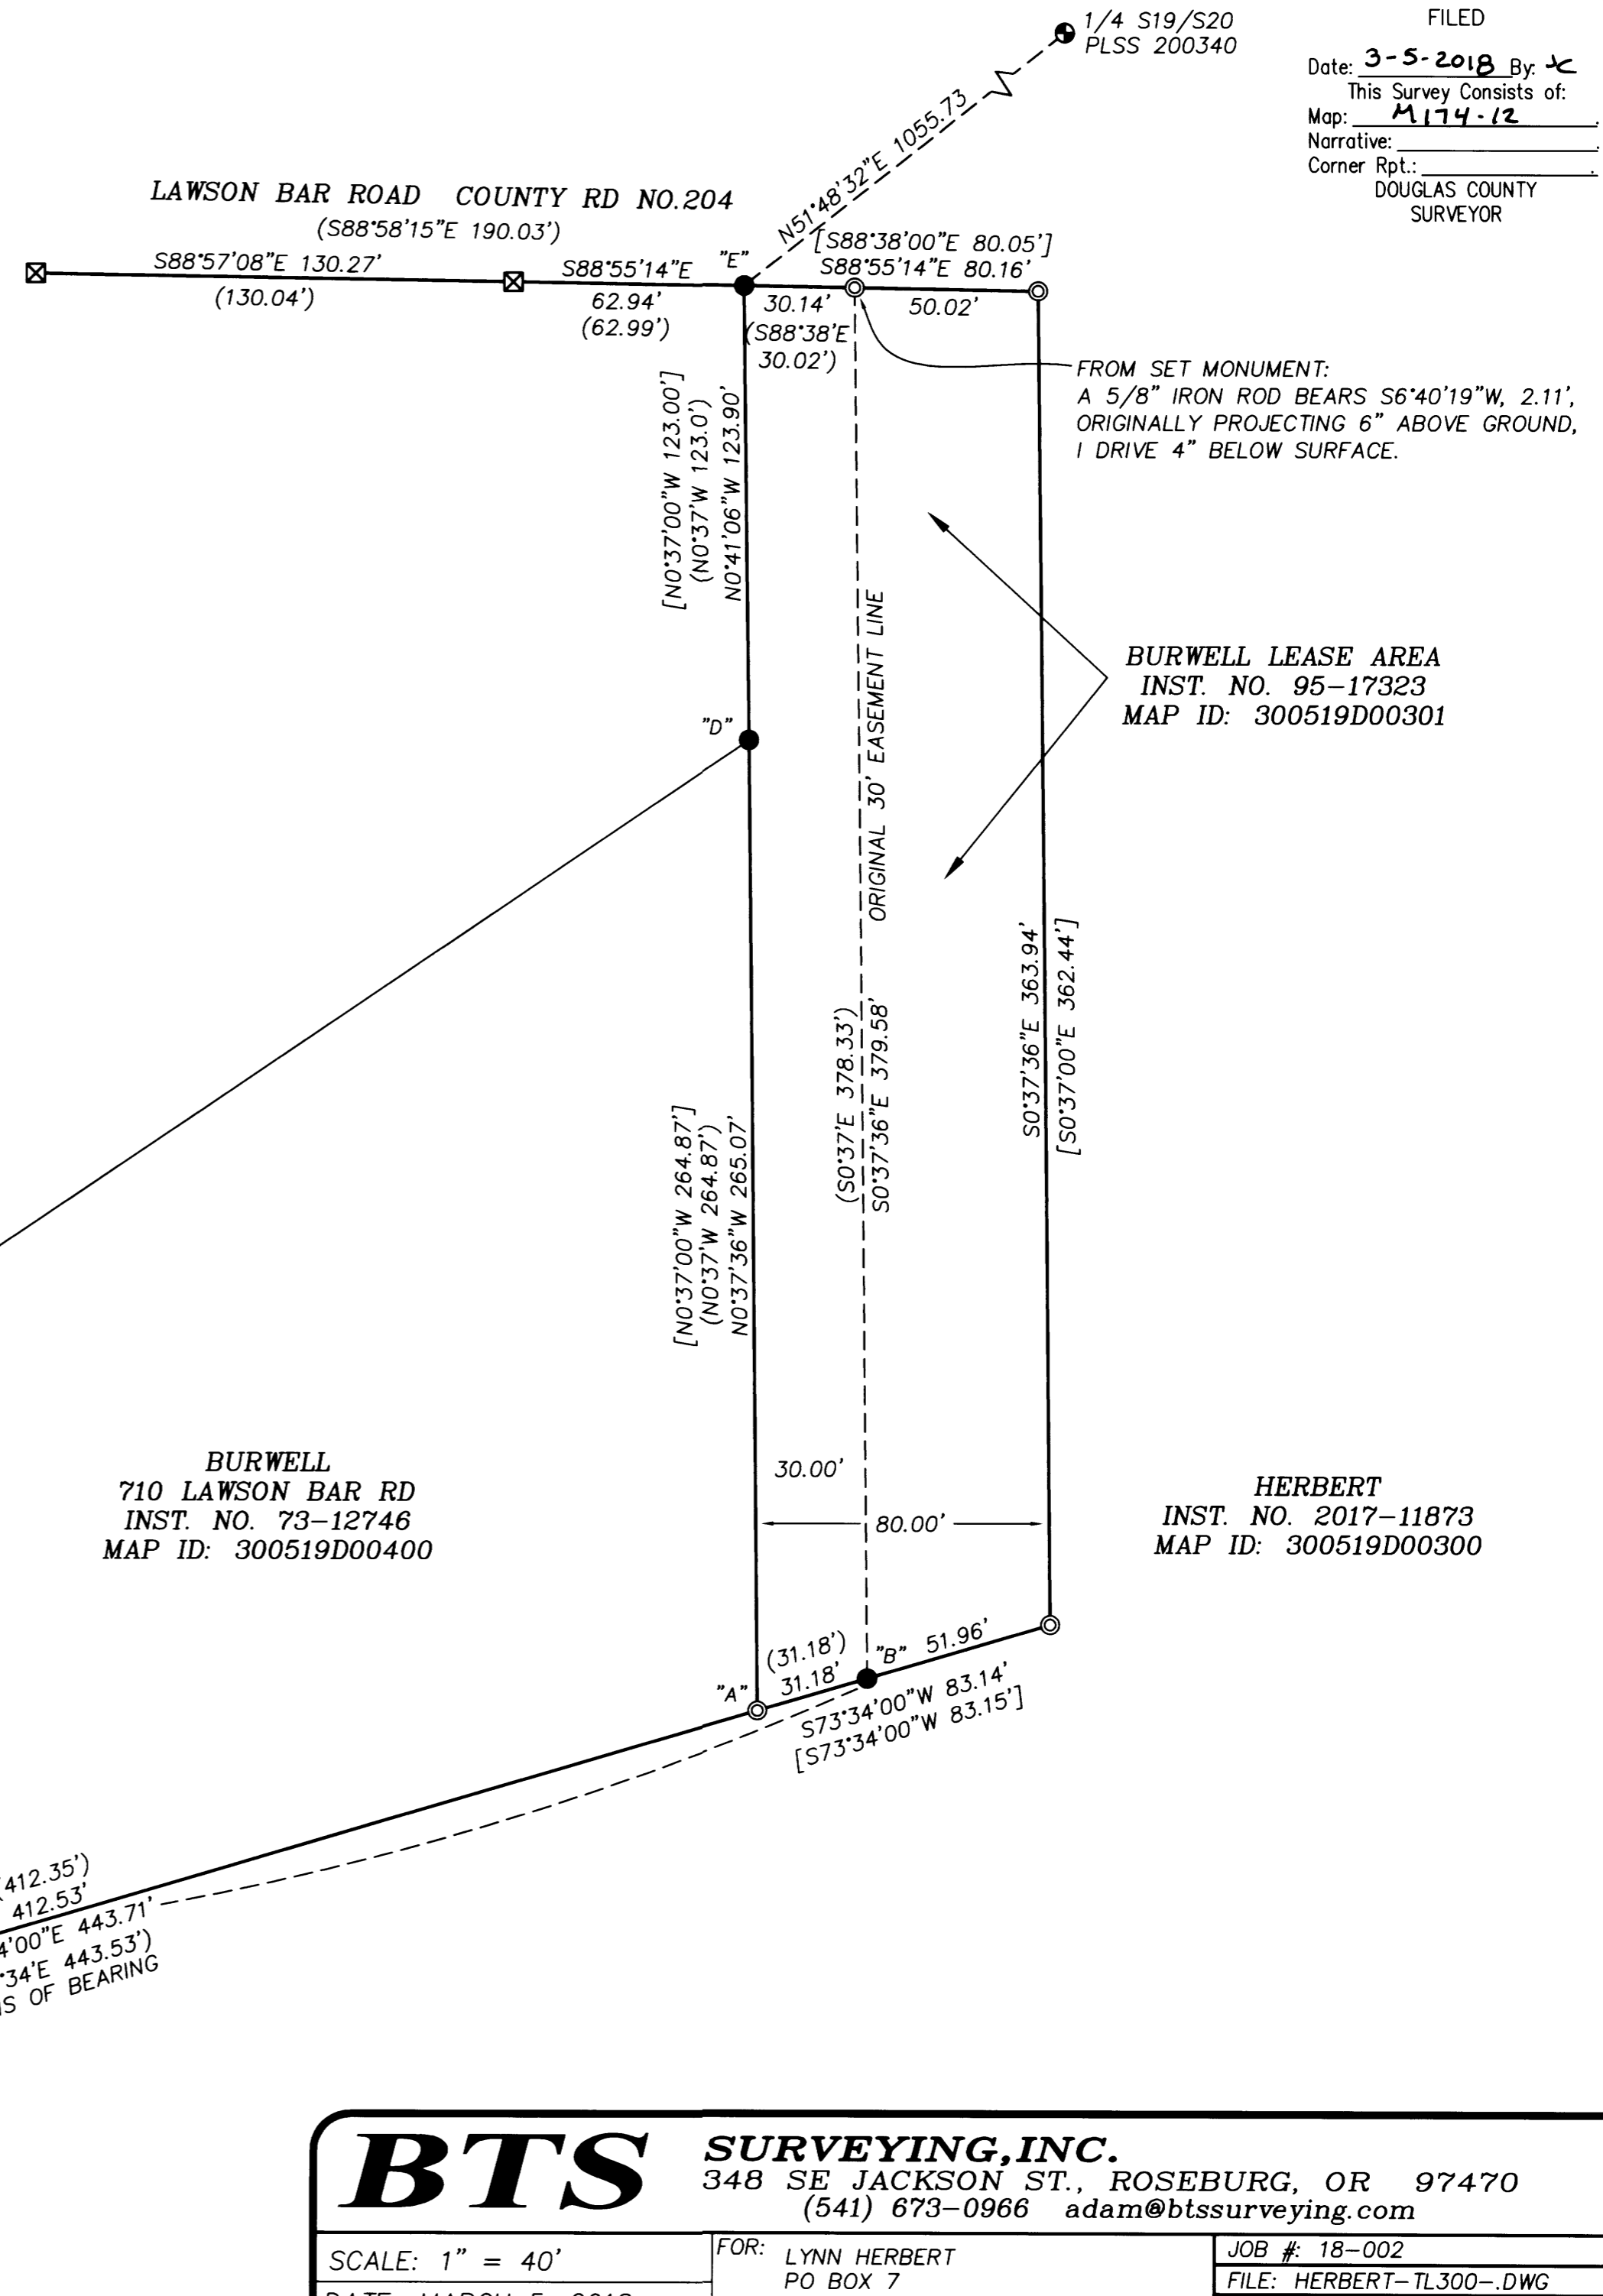 1/4 S19/S20
PLSS 200340
FILED
Date: 3-5-2018 By:
This Survey Consists of:
Map: M174-12
Narrative:
Corner Rpt.:
DOUGLAS COUNTY
SURVEYOR
N51°48'32"E 1055.73
LAWSON BAR ROAD COUNTY RD NO.204
(S88°58'15"E 190.03')
S88°57'08"E 130.27'
(130.04')
S88°55'14"E
62.94'
(62.99')
"E"
[S88°38'00"E 80.05']
S88°55'14"E 80.16'
30.14'
(S88°38'E
30.02')
50.02'
FROM SET MONUMENT:
A 5/8" IRON ROD BEARS S6°40'19"W, 2.11',
ORIGINALLY PROJECTING 6" ABOVE GROUND,
I DRIVE 4" BELOW SURFACE.
[N0°37'00"W 123.00']
(N0°37'W 123.0')
N0°41'06"W 123.90'
ORIGINAL 30' EASEMENT LINE
BURWELL LEASE AREA
INST. NO. 95-17323
MAP ID: 300519D00301
"D"
(S0°37'E 378.33')
S0°37'36"E 379.58'
S0°37'36"E 363.94'
[S0°37'00"E 362.44']
[N0°37'00"W 264.87']
(N0°37'W 264.87')
N0°37'36"W 265.07'
BURWELL
710 LAWSON BAR RD
INST. NO. 73-12746
MAP ID: 300519D00400
30.00'
80.00'
HERBERT
INST. NO. 2017-11873
MAP ID: 300519D00300
"A"
(31.18')
31.18'
"B"
51.96'
S73°34'00"W 83.14'
[S73°34'00"W 83.15']
(412.35')
412.53'
4'00"E 443.71'
°34'E 443.53')
IS OF BEARING
BTS SURVEYING,INC.
348 SE JACKSON ST., ROSEBURG, OR 97470
(541) 673-0966 adam@btssurveying.com
SCALE: 1" = 40'
FOR: LYNN HERBERT
PO BOX 7
JOB #: 18-002
FILE: HERBERT-TL300-.DWG